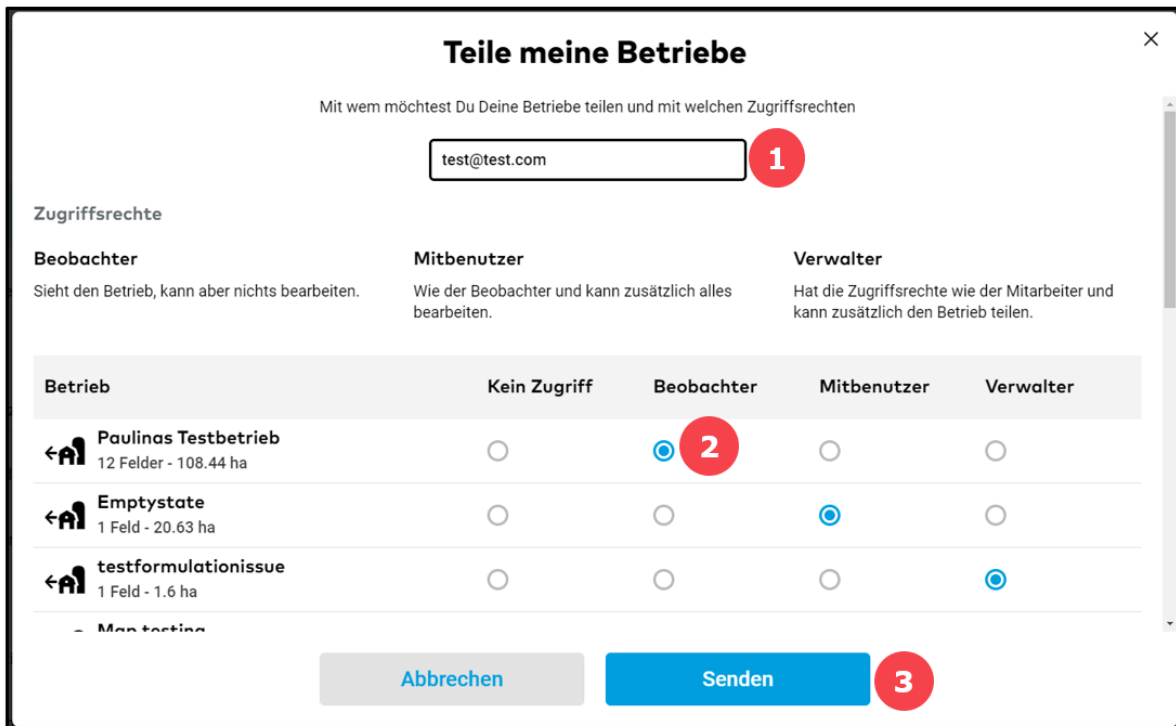 Teile meine Betriebe
Mit wem möchtest Du Deine Betriebe teilen und mit welchen Zugriffsrechten
test@test.com
1
Zugriffsrechte
Beobachter
Sieht den Betrieb, kann aber nichts bearbeiten.
Mitbenutzer
Wie der Beobachter und kann zusätzlich alles
bearbeiten.
Verwalter
Hat die Zugriffsrechte wie der Mitarbeiter und
kann zusätzlich den Betrieb teilen.
Betrieb Kein Zugriff Beobachter Mitbenutzer Verwalter
Paulinas Testbetrieb
12 Felder - 108.44 ha
2
Emptystate
1 Feld - 20.63 ha
testformulationissue
1 Feld - 1.6 ha
Map testing
Abbrechen
Senden
3